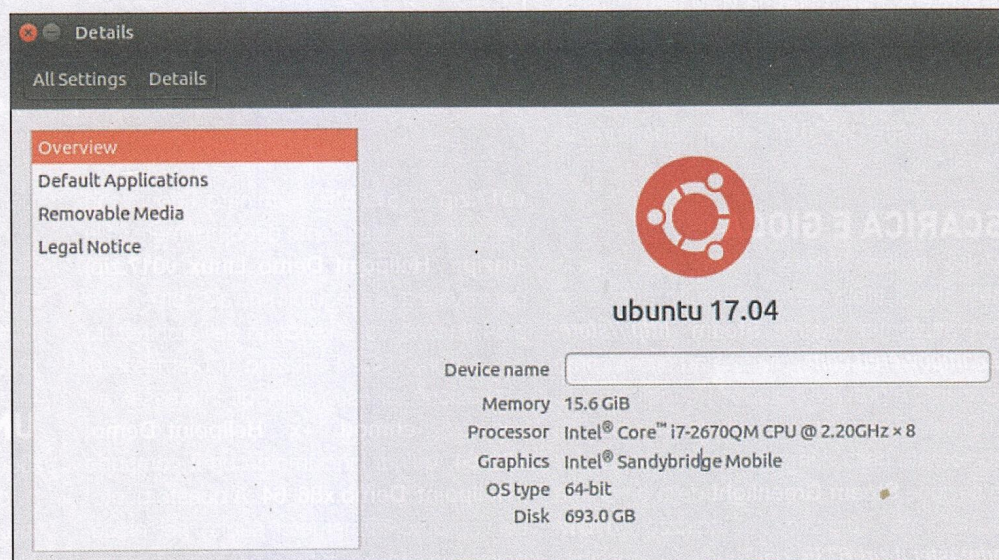 Details
All Settings Details
Overview
Default Applications
Removable Media
Legal Notice
ubuntu 17.04
Device name
Memory 15.6 GiB
Processor Intel® Core™ i7-2670QM CPU @ 2.20GHz × 8
Graphics Intel® Sandybridge Mobile
OS type 64-bit
Disk 693.0 GB